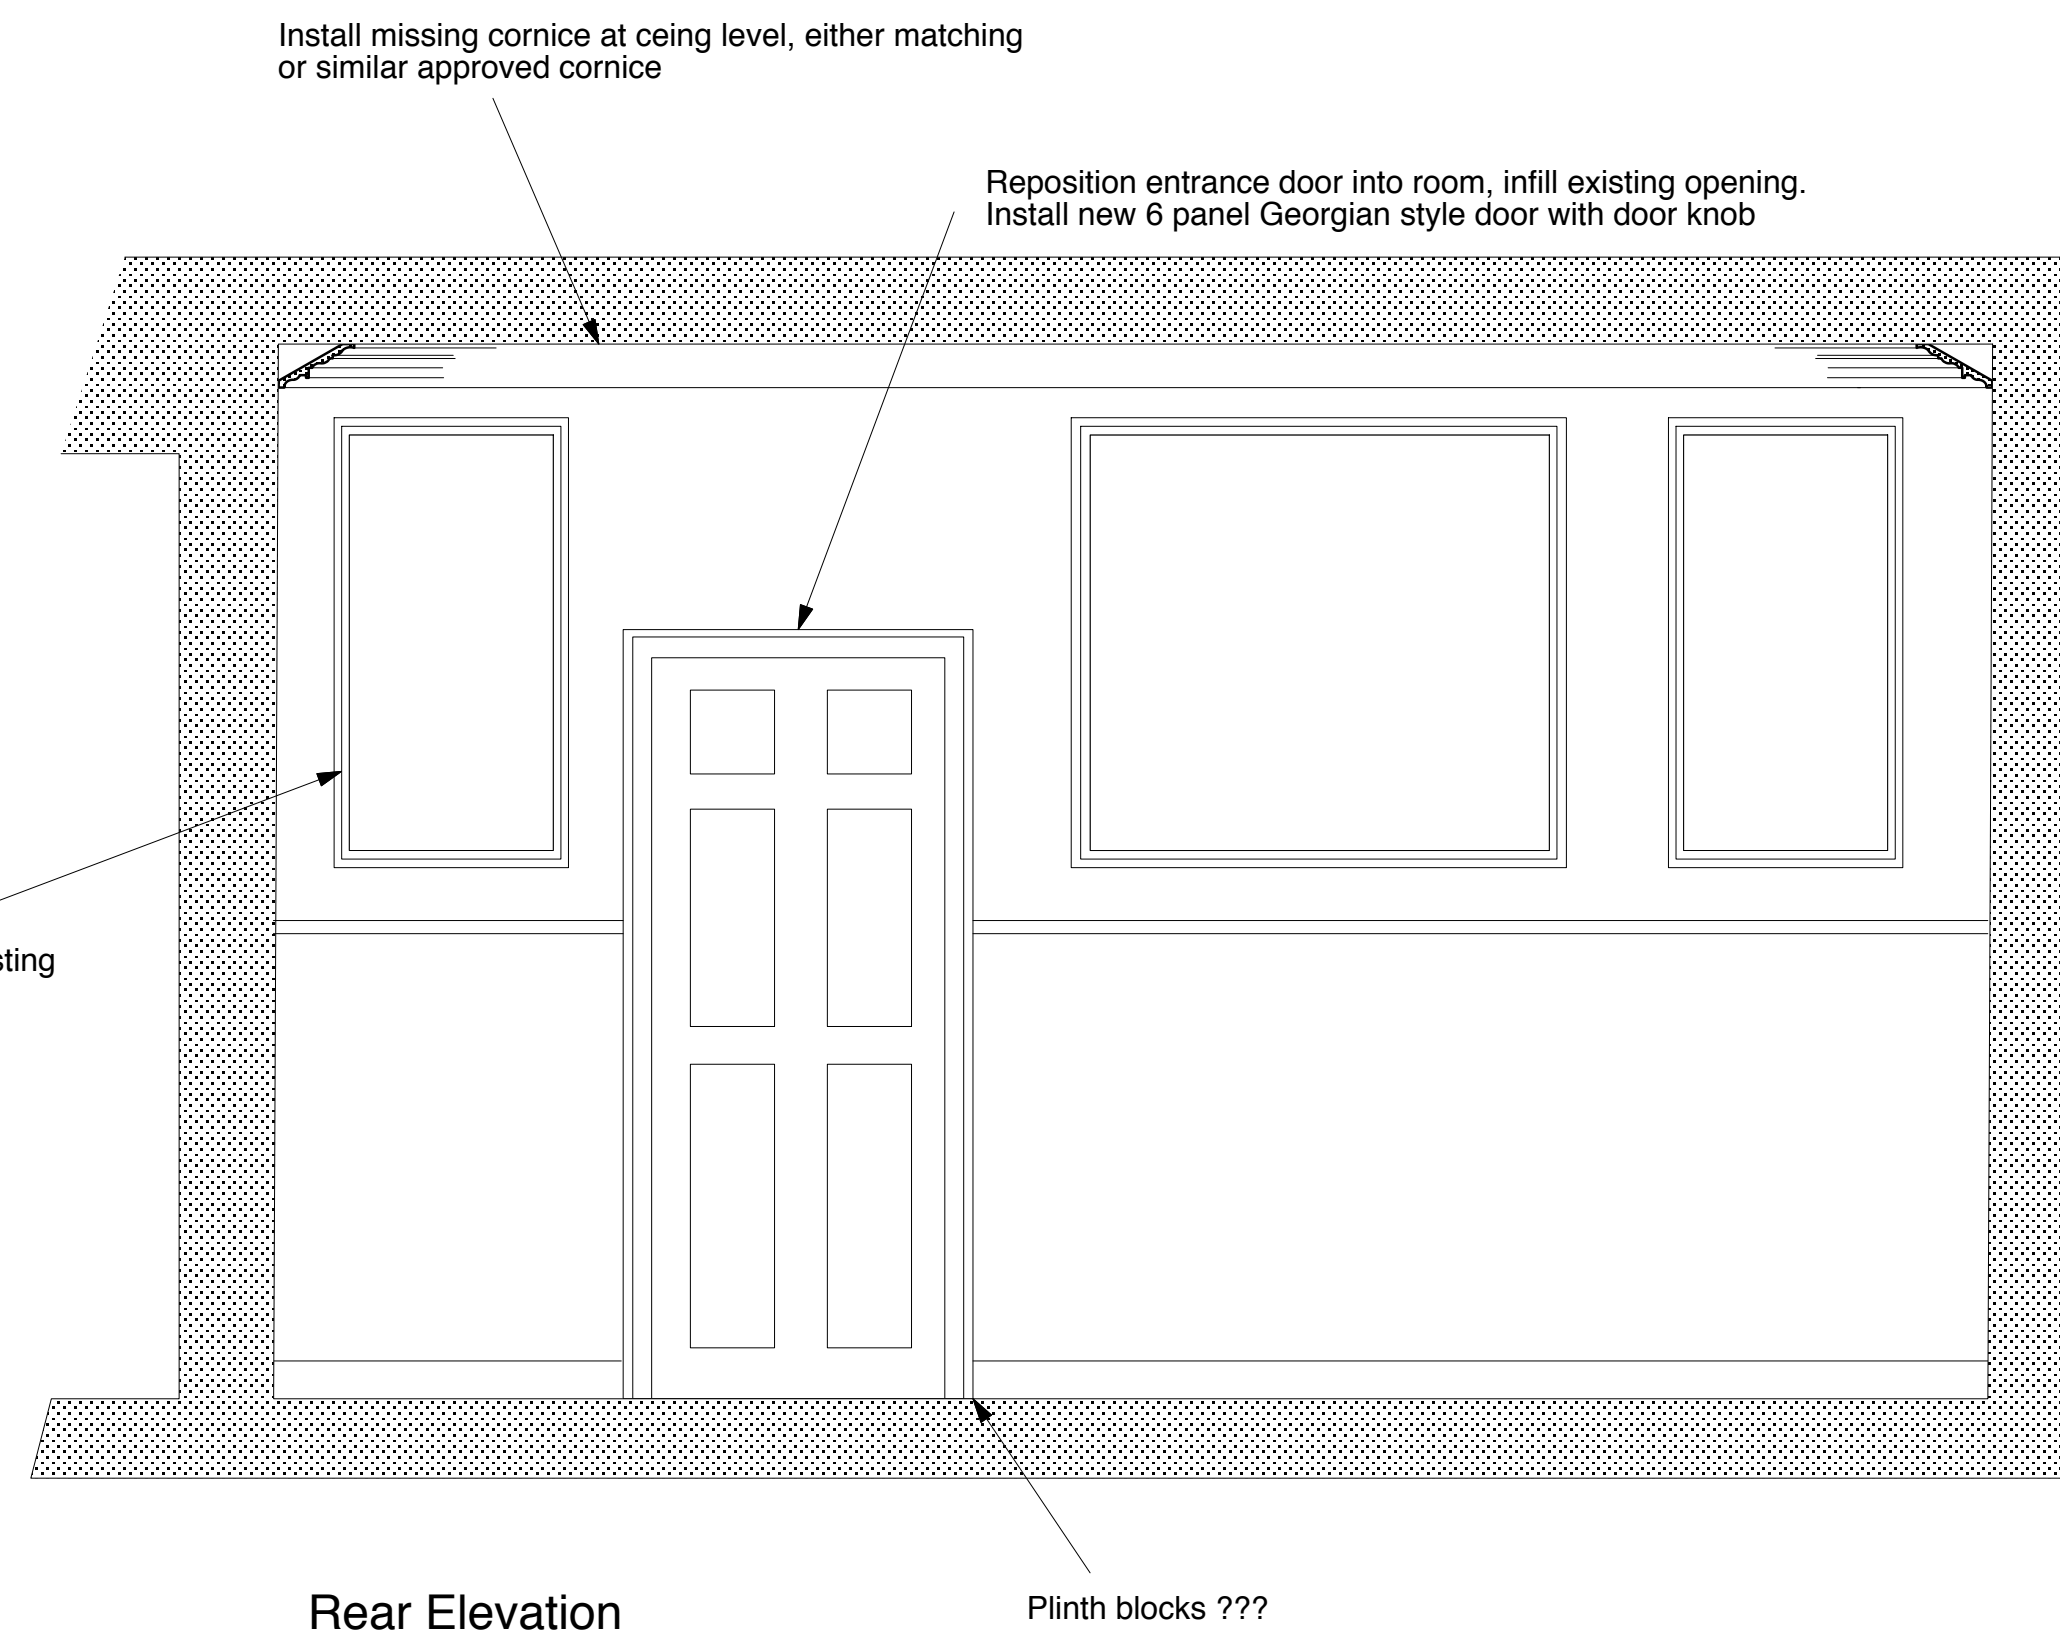 Install missing cornice at ceing level, either matching
or similar approved cornice
Reposition entrance door into room, infill existing opening.
Install new 6 panel Georgian style door with door knob
Plinth blocks ???
Rear Elevation